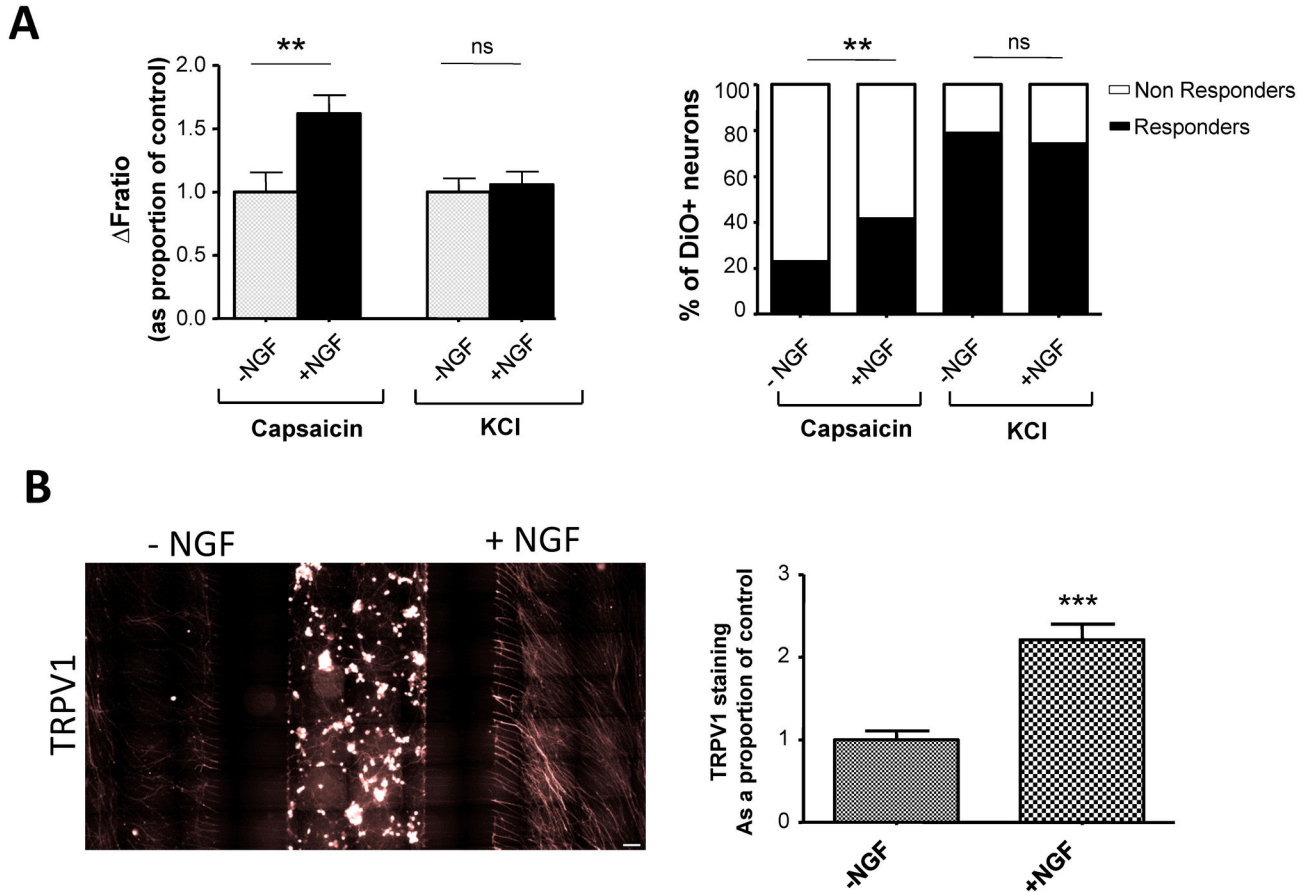 A
ΔFratio
(as proportion of control)
2.0
1.5
1.0
0.5
0.0
**
ns
-NGF
+NGF
-NGF
+NGF
Capsaicin
KCl
% of DiO+ neurons
100
80
60
40
20
0
**
ns
- NGF
+NGF
-NGF
+NGF
Capsaicin
KCl
Non Responders
Responders
B
- NGF
+ NGF
TRPV1
TRPV1 staining
As a proportion of control
3
2
1
0
***
-NGF
+NGF